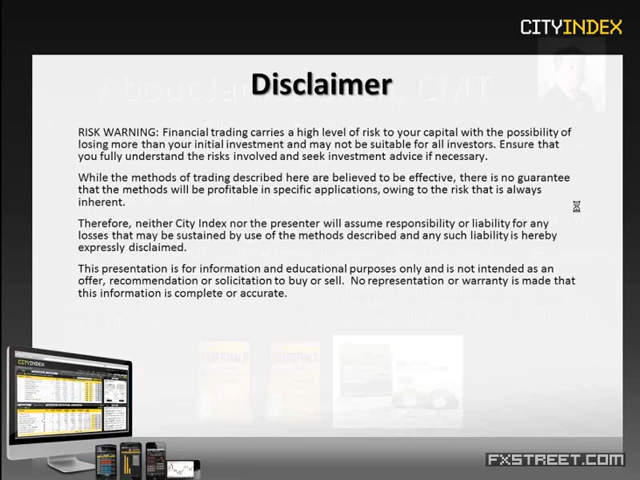 CITYINDEX
Disclaimer
RISK WARNING: Financial trading carries a high level of risk to your capital with the possibility of
losing more than your initial investment and may not be suitable for all investors. Ensure that
you fully understand the risks involved and seek investment advice if necessary.
While the methods of trading described here are believed to be effective, there is no guarantee
that the methods will be profitable in specific applications, owing to the risk that is always
inherent.
Therefore, neither City Index nor the presenter will assume responsibility or liability for any
losses that may be sustained by use of the methods described and any such liability is hereby
expressly disclaimed.
This presentation is for information and educational purposes only and is not intended as an
offer, recommendation or solicitation to buy or sell. No representation or warranty is made that
this information is complete or accurate.
CITYINDEX
FXSTREET.COM